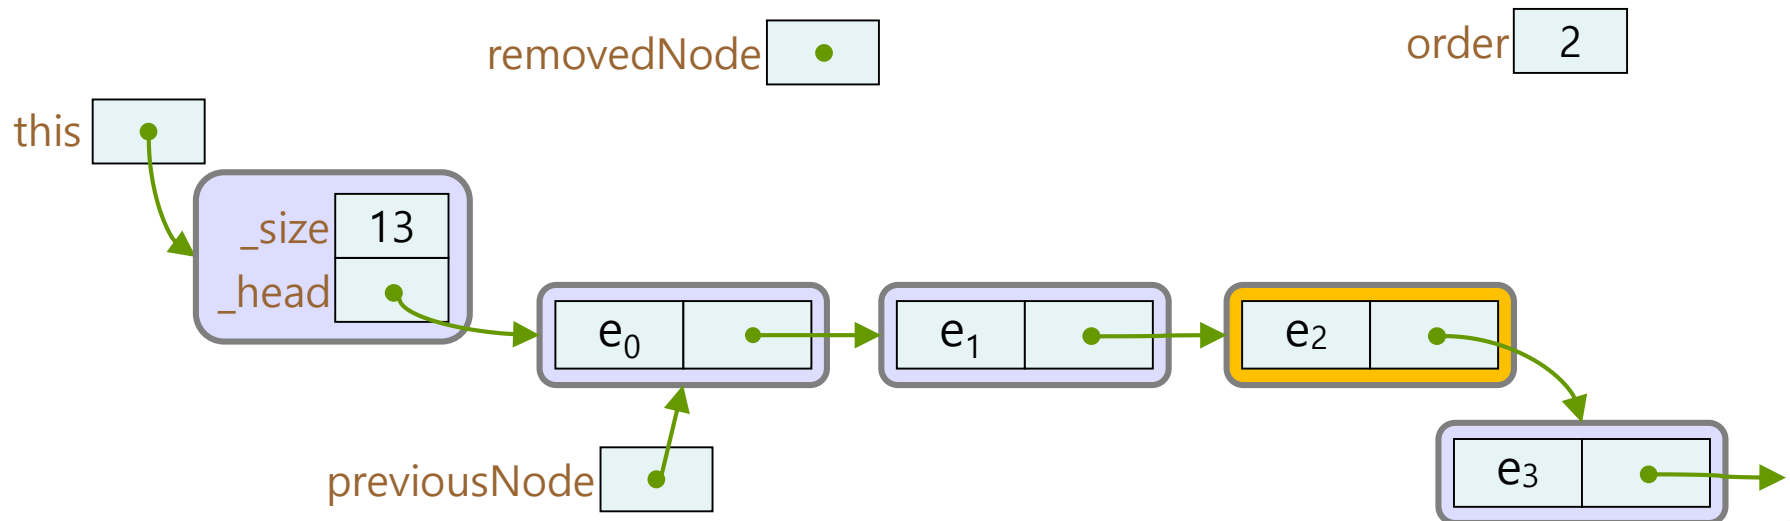 removedNode
order 2
this
_size 13
_head
e₀ e₁ e₂
previousNode
e₃